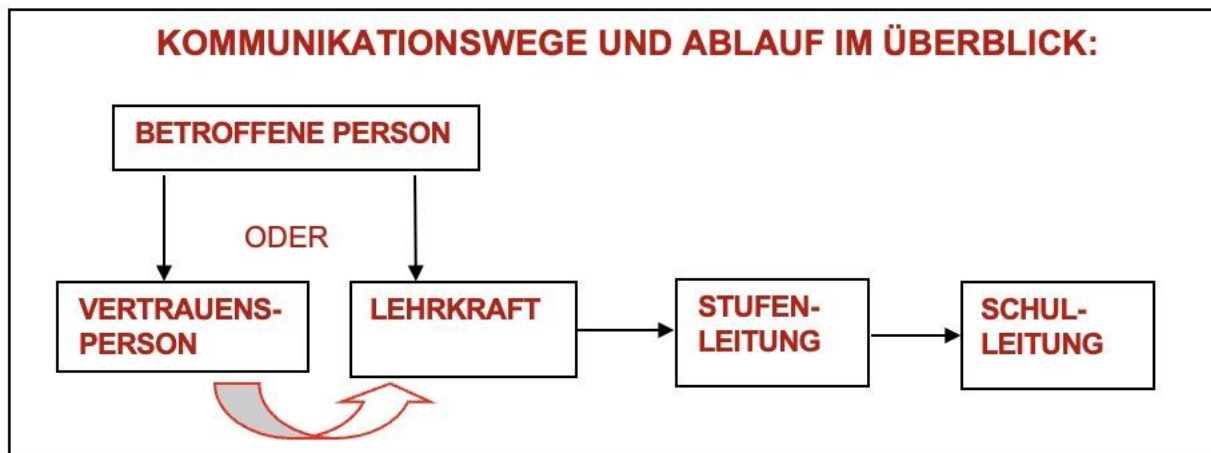 KOMMUNIKATIONSWEGE UND ABLAUF IM ÜBERBLICK:
BETROFFENE PERSON
ODER
VERTRAUENS-
PERSON
LEHRKRAFT
STUFEN-
LEITUNG
SCHUL-
LEITUNG